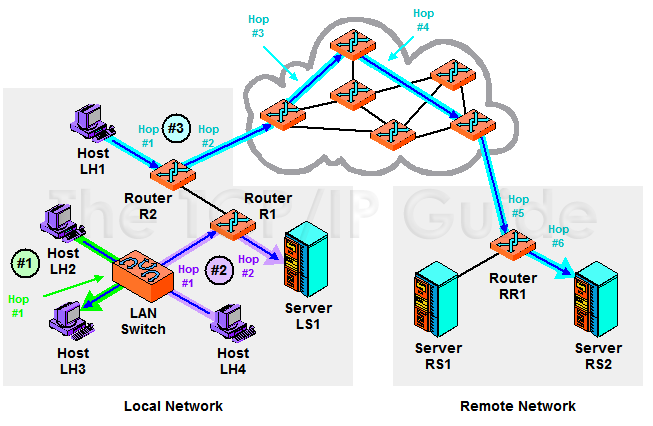 Hop
#3
Hop
#4
Hop
#1
#3
Hop
#2
Host
LH1
Router
R2
Router
R1
The TCP/IP Guide
Hop
#5
Hop
#6
#1
Host
LH2
Hop
#1
#2
Hop
#2
Hop
#1
LAN
Switch
Server
LS1
Router
RR1
Host
LH3
Host
LH4
Server
RS1
Server
RS2
Local Network
Remote Network